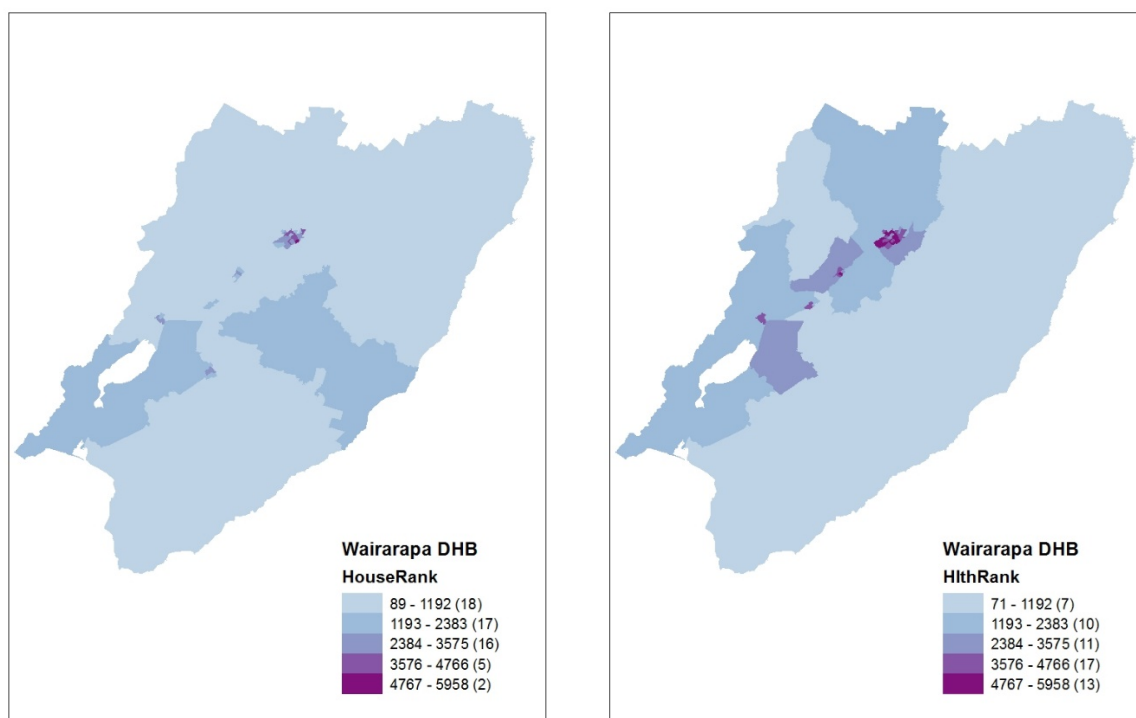 Wairarapa DHB
HouseRank
89 - 1192 (18)
1193 - 2383 (17)
2384 - 3575 (16)
3576 - 4766 (5)
4767 - 5958 (2)
Wairarapa DHB
HlthRank
71 - 1192 (7)
1193 - 2383 (10)
2384 - 3575 (11)
3576 - 4766 (17)
4767 - 5958 (13)